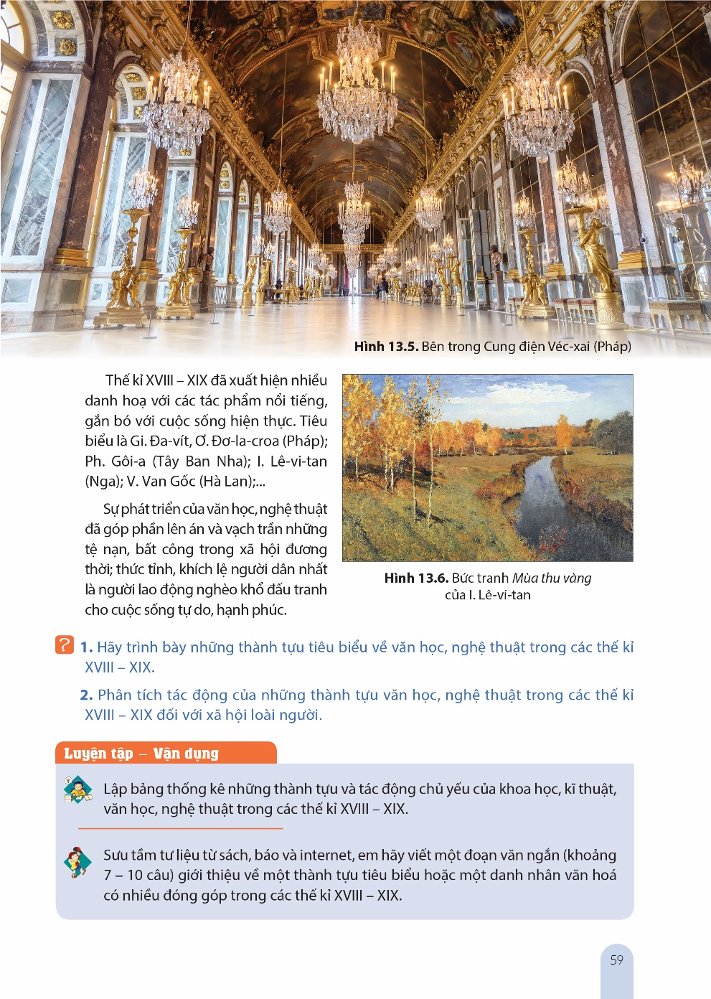 Hình 13.5. Bên trong Cung điện Véc-xai (Pháp)
Thế kỉ XVIII – XIX đã xuất hiện nhiều
danh hoạ với các tác phẩm nổi tiếng,
gắn bó với cuộc sống hiện thực. Tiêu
biểu là Gi. Đa-vít, Ơ. Đơ-la-croa (Pháp);
Ph. Gôi-a (Tây Ban Nha); I. Lê-vi-tan
(Nga); V. Van Gốc (Hà Lan);...
Sự phát triển của văn học, nghệ thuật
đã góp phần lên án và vạch trần những
tệ nạn, bất công trong xã hội đương
thời; thức tỉnh, khích lệ người dân nhất
là người lao động nghèo khổ đấu tranh
cho cuộc sống tự do, hạnh phúc.
Hình 13.6. Bức tranh Mùa thu vàng
của I. Lê-vi-tan
? 1. Hãy trình bày những thành tựu tiêu biểu về văn học, nghệ thuật trong các thế kỉ
XVIII – XIX.
2. Phân tích tác động của những thành tựu văn học, nghệ thuật trong các thế kỉ
XVIII – XIX đối với xã hội loài người.
Luyện tập – Vận dụng
Lập bảng thống kê những thành tựu và tác động chủ yếu của khoa học, kĩ thuật,
văn học, nghệ thuật trong các thế kỉ XVIII – XIX.
Sưu tầm tư liệu từ sách, báo và internet, em hãy viết một đoạn văn ngắn (khoảng
7 – 10 câu) giới thiệu về một thành tựu tiêu biểu hoặc một danh nhân văn hoá
có nhiều đóng góp trong các thế kỉ XVIII – XIX.
59